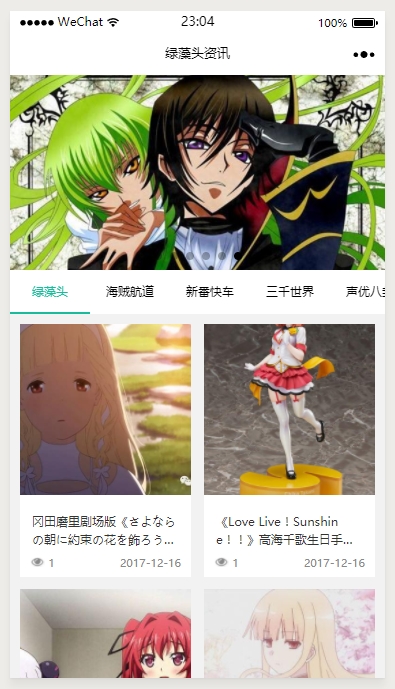 WeChat 23:04 100%
绿藻头资讯
绿藻头 海贼航道 新番快车 三千世界 声优八卦
冈田磨里剧场版《さよなら
の朝に約束の花を飾ろう...
1 2017-12-16
《Love Live！Sunshin
e！！》高海千歌生日手...
1 2017-12-16